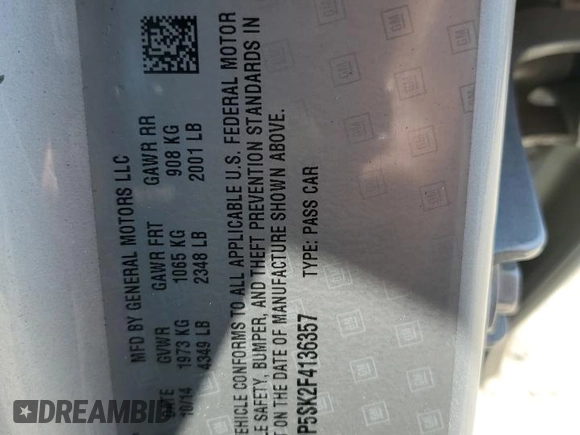 MFD BY GENERAL MOTORS LLC
DATE GVWR GAWR FRT GAWR RR
10/14 1973 KG 1065 KG 908 KG
4349 LB 2348 LB 2001 LB
EHICLE CONFORMS TO ALL APPLICABLE U.S. FEDERAL MOTOR
LE SAFETY, BUMPER, AND THEFT PREVENTION STANDARDS IN
T ON THE DATE OF MANUFACTURE SHOWN ABOVE.
P5SK2F4136357 TYPE: PASS CAR
GM
DREAMBID